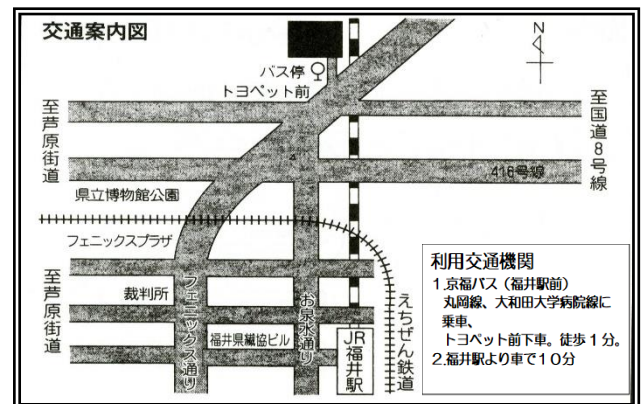 交通案内図
N
バス停
トヨペット前
至芦原街道
至国道8号線
416号線
県立博物館公園
フェニックスプラザ
裁判所
至芦原街道
フェニックス通り
お泉水通り
福井県繊協ビル
JR福井駅
えちぜん鉄道
利用交通機関
1.京福バス（福井駅前）
丸岡線、大和田大学病院線に
乗車、
トヨペット前下車。徒歩１分。
2.福井駅より車で１０分